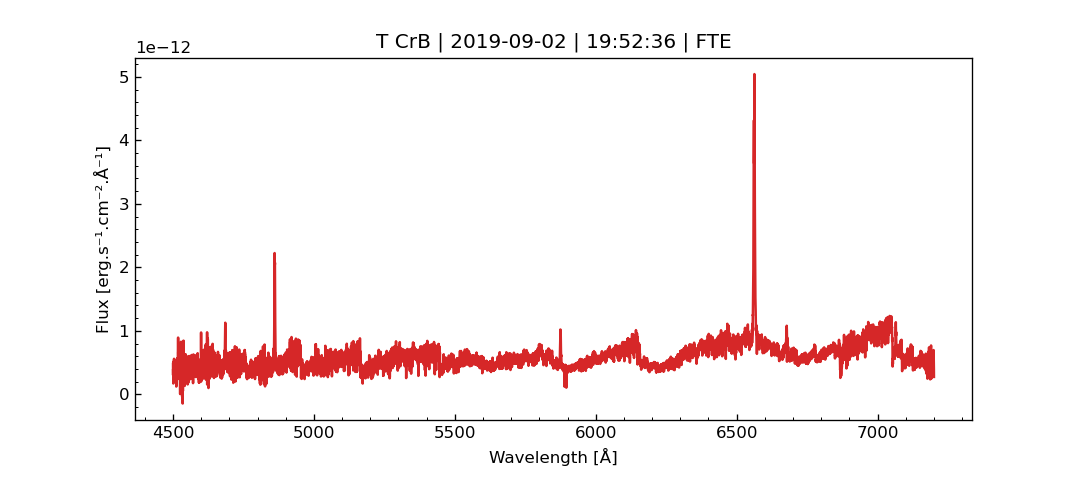 T CrB | 2019-09-02 | 19:52:36 | FTE
1e−12
5
4
3
2
1
0
Flux [erg.s⁻¹.cm⁻².Å⁻¹]
4500 5000 5500 6000 6500 7000
Wavelength [Å]